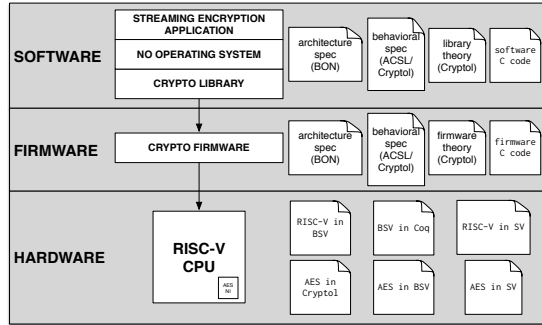 SOFTWARE
STREAMING ENCRYPTION
APPLICATION
NO OPERATING SYSTEM
CRYPTO LIBRARY
architecture
spec
(BON)
behavioral
spec
(ACSL/
Cryptol)
library
theory
(Cryptol)
software
C code
FIRMWARE
CRYPTO FIRMWARE
architecture
spec
(BON)
behavioral
spec
(ACSL/
Cryptol)
firmware
theory
(Cryptol)
firmware
C code
HARDWARE
RISC-V
CPU
AES
NI
RISC-V in
BSV
BSV in Coq
RISC-V in SV
AES in
Cryptol
AES in BSV
AES in SV